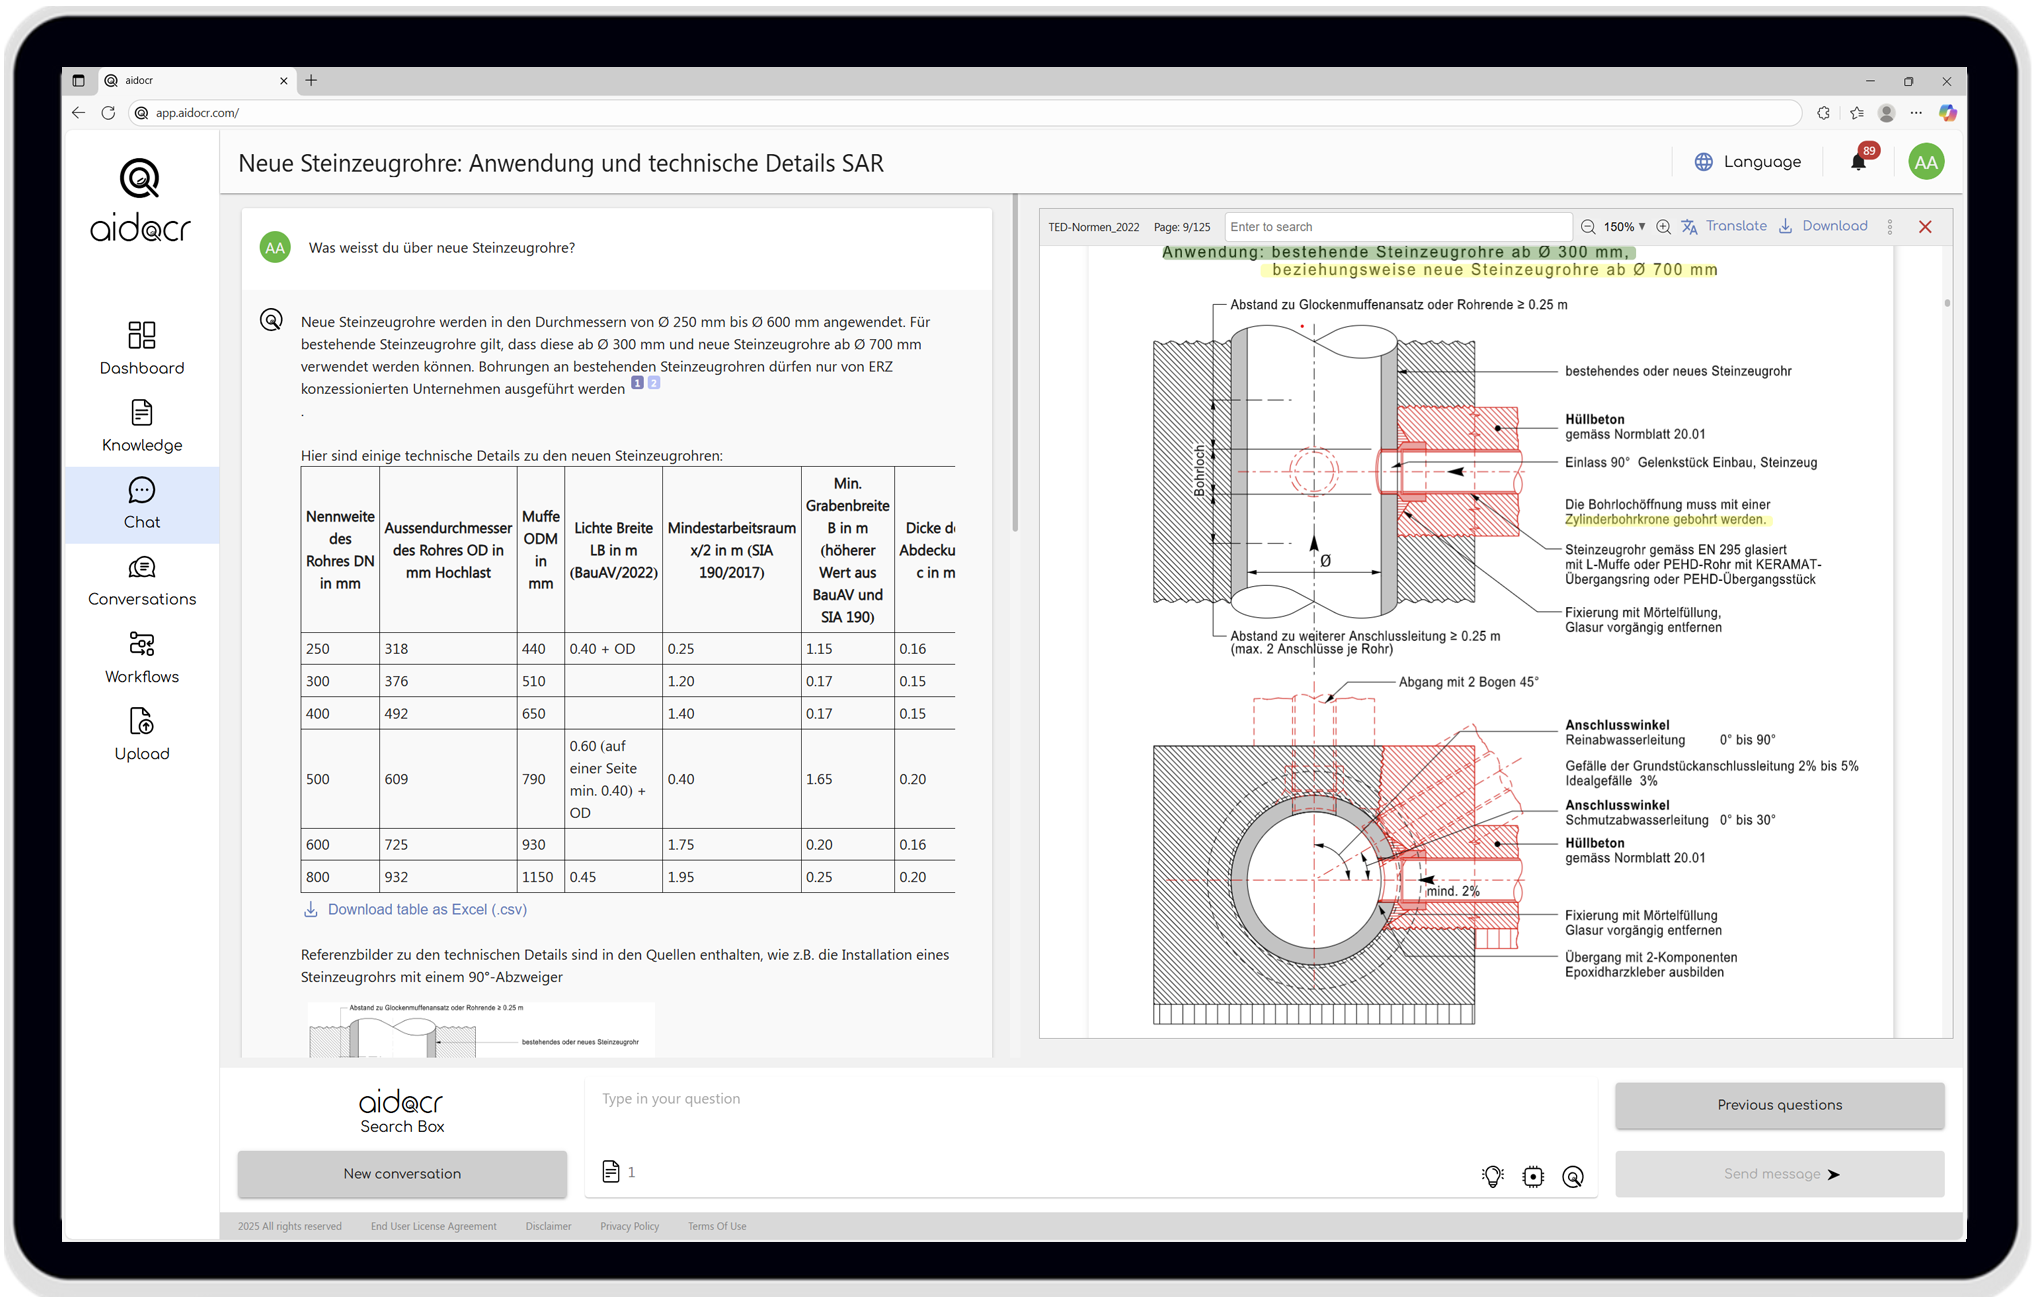 aidocr
app.aidocr.com/
aidocr
Dashboard
Knowledge
Chat
Conversations
Workflows
Upload
Neue Steinzeugrohre: Anwendung und technische Details SAR
Language
89
AA
AA
Was weisst du über neue Steinzeugrohre?
Neue Steinzeugrohre werden in den Durchmessern von Ø 250 mm bis Ø 600 mm angewendet. Für
bestehende Steinzeugrohre gilt, dass diese ab Ø 300 mm und neue Steinzeugrohre ab Ø 700 mm
verwendet werden können. Bohrungen an bestehenden Steinzeugrohren dürfen nur von ERZ
konzessionierten Unternehmen ausgeführt werden 1 2
.
Hier sind einige technische Details zu den neuen Steinzeugrohren:
Nennweite des Rohres DN in mm | Aussendurchmesser des Rohres OD in mm Hochlast | Muffe ODM in mm | Lichte Breite LB in m (BauAV/2022) | Mindestarbeitsraum x/2 in m (SIA 190/2017) | Min. Grabenbreite B in m (höherer Wert aus BauAV und SIA 190) | Dicke de Abdecku c in m
250 | 318 | 440 | 0.40 + OD | 0.25 | 1.15 | 0.16
300 | 376 | 510 | | 1.20 | 0.17 | 0.15
400 | 492 | 650 | | 1.40 | 0.17 | 0.15
500 | 609 | 790 | 0.60 (auf einer Seite min. 0.40) + OD | 0.40 | 1.65 | 0.20
600 | 725 | 930 | | 1.75 | 0.20 | 0.16
800 | 932 | 1150 | 0.45 | 1.95 | 0.25 | 0.20
Download table as Excel (.csv)
Referenzbilder zu den technischen Details sind in den Quellen enthalten, wie z.B. die Installation eines
Steinzeugrohrs mit einem 90°-Abzweiger
Abstand zu Glockenmuffenansatz oder Rohrende ≥ 0.25 m
bestehendes oder neues Steinzeugrohr
TED-Normen_2022
Page: 9/125
Enter to search
150%
Translate
Download
Anwendung: bestehende Steinzeugrohre ab Ø 300 mm,
beziehungsweise neue Steinzeugrohre ab Ø 700 mm
Abstand zu Glockenmuffenansatz oder Rohrende ≥ 0.25 m
bestehendes oder neues Steinzeugrohr
Hüllbeton
gemäss Normblatt 20.01
Einlass 90° Gelenkstück Einbau, Steinzeug
Bohrloch
Die Bohrlochöffnung muss mit einer
Zylinderbohrkrone gebohrt werden.
Steinzeugrohr gemäss EN 295 glasiert
mit L-Muffe oder PEHD-Rohr mit KERAMAT-
Übergangsring oder PEHD-Übergangsstück
Ø
Fixierung mit Mörtelfüllung,
Glasur vorgängig entfernen
Abstand zu weiterer Anschlussleitung ≥ 0.25 m
(max. 2 Anschlüsse je Rohr)
Abgang mit 2 Bogen 45°
Anschlusswinkel
Reinabwasserleitung 0° bis 90°
Gefälle der Grundstückanschlussleitung 2% bis 5%
Idealgefälle 3%
Anschlusswinkel
Schmutzabwasserleitung 0° bis 30°
Hüllbeton
gemäss Normblatt 20.01
mind. 2%
Fixierung mit Mörtelfüllung
Glasur vorgängig entfernen
Übergang mit 2-Komponenten
Epoxidharzkleber ausbilden
aidocr
Search Box
New conversation
Type in your question
1
Previous questions
Send message
2025 All rights reserved
End User License Agreement
Disclaimer
Privacy Policy
Terms Of Use